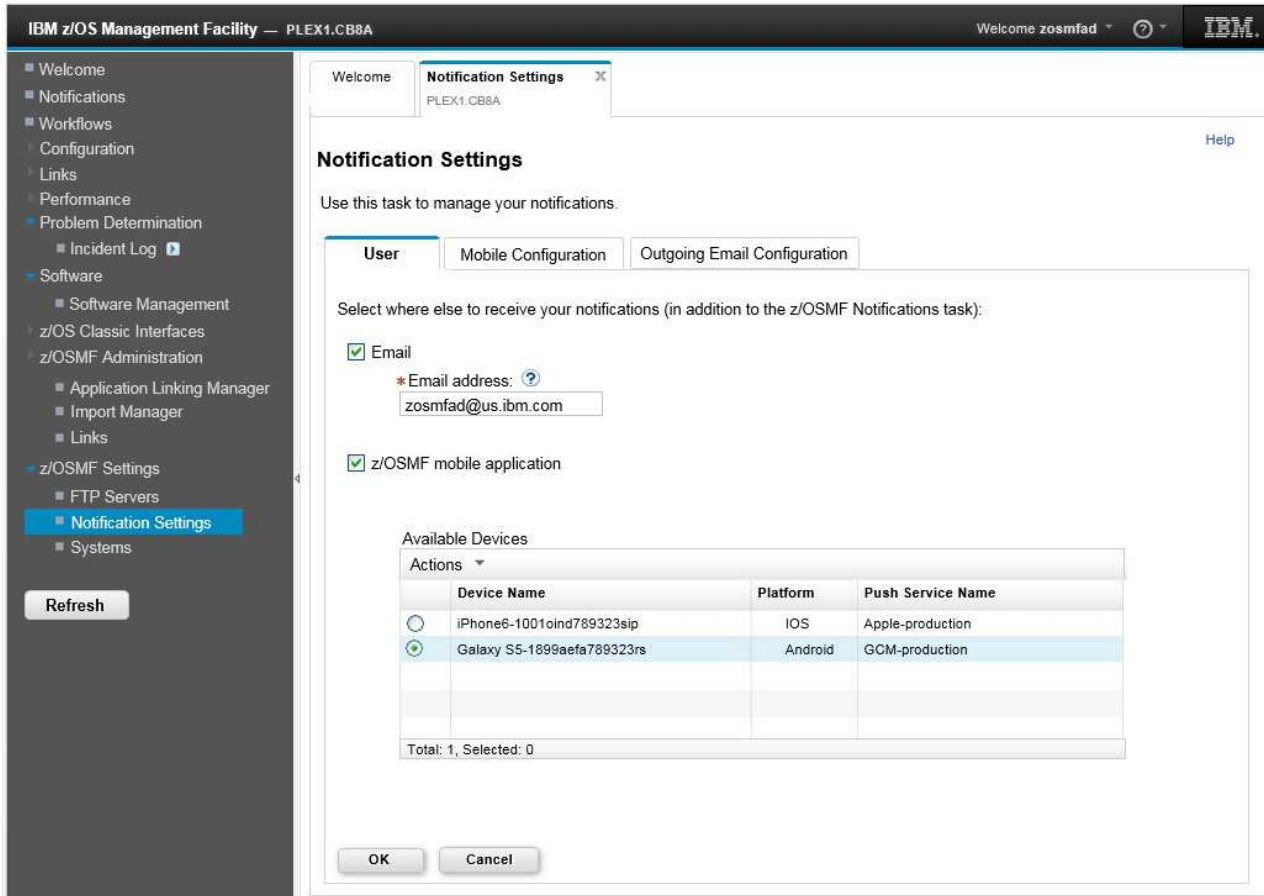 IBM z/OS Management Facility — PLEX1.CB8A
Welcome zosmfad
IBM.
Welcome
Notifications
Workflows
Configuration
Links
Performance
Problem Determination
Incident Log
Software
Software Management
z/OS Classic Interfaces
z/OSMF Administration
Application Linking Manager
Import Manager
Links
z/OSMF Settings
FTP Servers
Notification Settings
Systems
Refresh
Welcome
Notification Settings
PLEX1.CB8A
Help
Notification Settings
Use this task to manage your notifications.
User Mobile Configuration Outgoing Email Configuration
Select where else to receive your notifications (in addition to the z/OSMF Notifications task):
Email
*Email address: ?
zosmfad@us.ibm.com
z/OSMF mobile application
Available Devices
Actions
Device Name Platform Push Service Name
iPhone6-1001oind789323sip IOS Apple-production
Galaxy S5-1899aefa789323rs Android GCM-production
Total: 1, Selected: 0
OK Cancel